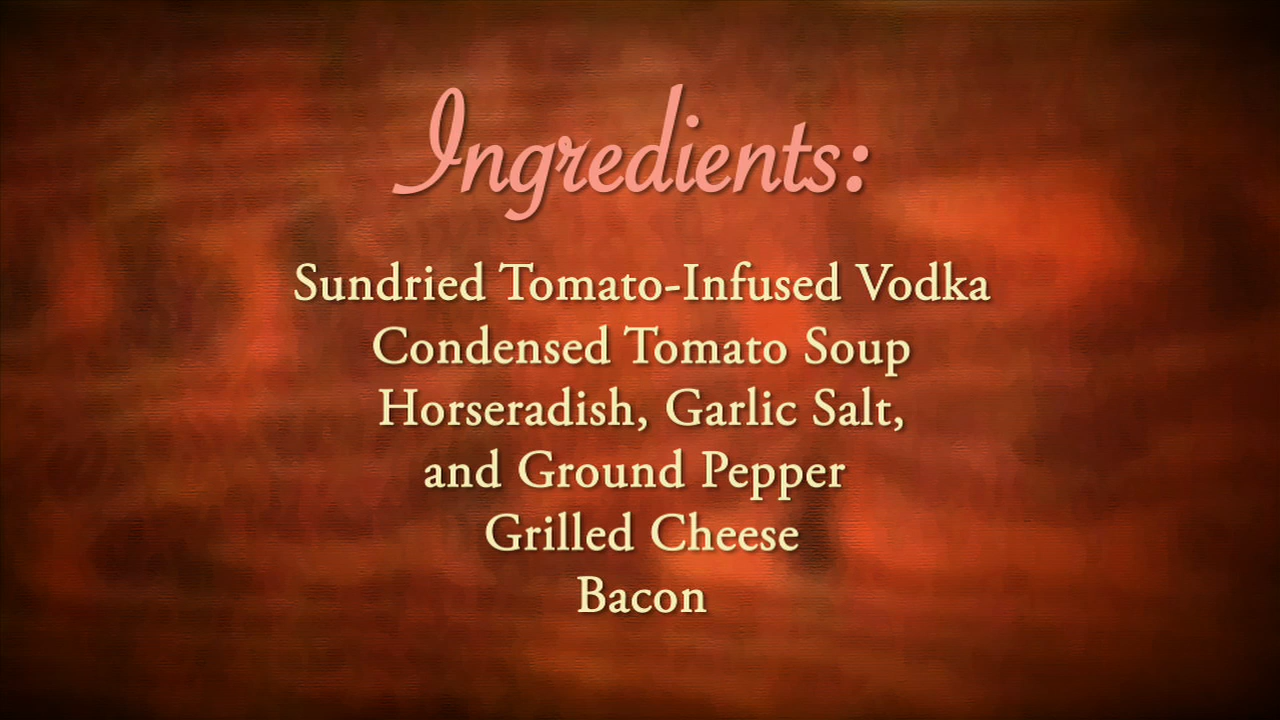 Ingredients:
Sundried Tomato-Infused Vodka
Condensed Tomato Soup
Horseradish, Garlic Salt,
and Ground Pepper
Grilled Cheese
Bacon